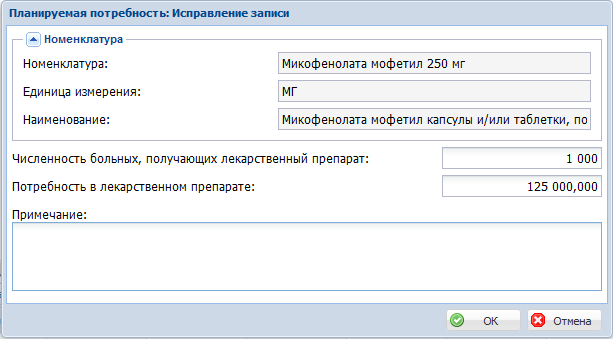 Планируемая потребность: Исправление записи
Номенклатура
Номенклатура: Микофенолата мофетил 250 мг
Единица измерения: МГ
Наименование: Микофенолата мофетил капсулы и/или таблетки, по
Численность больных, получающих лекарственный препарат: 1 000
Потребность в лекарственном препарате: 125 000,000
Примечание:
ОК Отмена